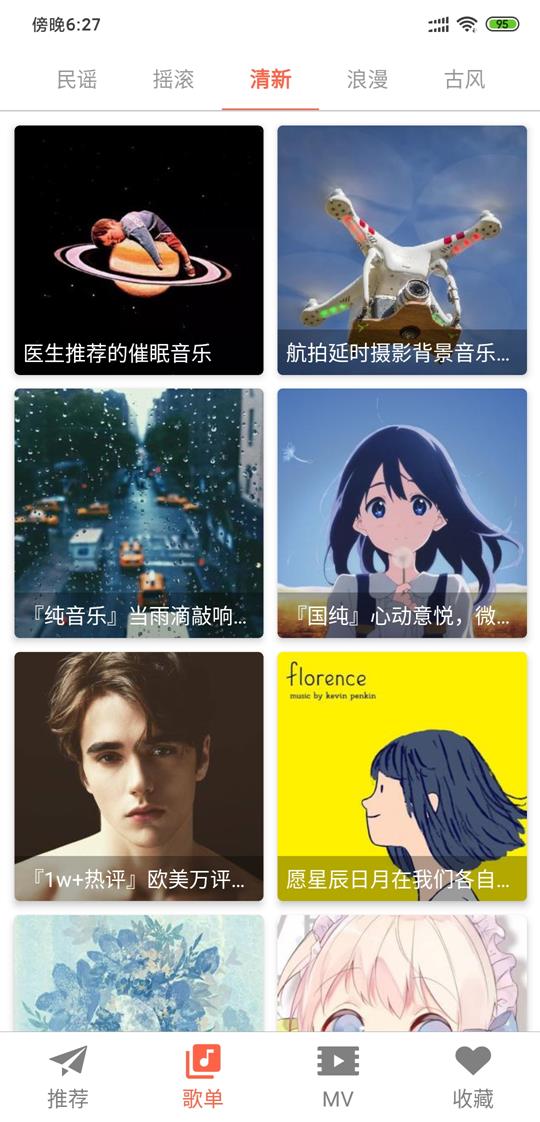 傍晚6:27
95
民谣 摇滚 清新 浪漫 古风
医生推荐的催眠音乐
航拍延时摄影背景音乐...
『纯音乐』当雨滴敲响...
『国纯』心动意悦，微...
florence
music by kevin penkin
『1w+热评』欧美万评...
愿星辰日月在我们各自...
推荐 歌单 MV 收藏